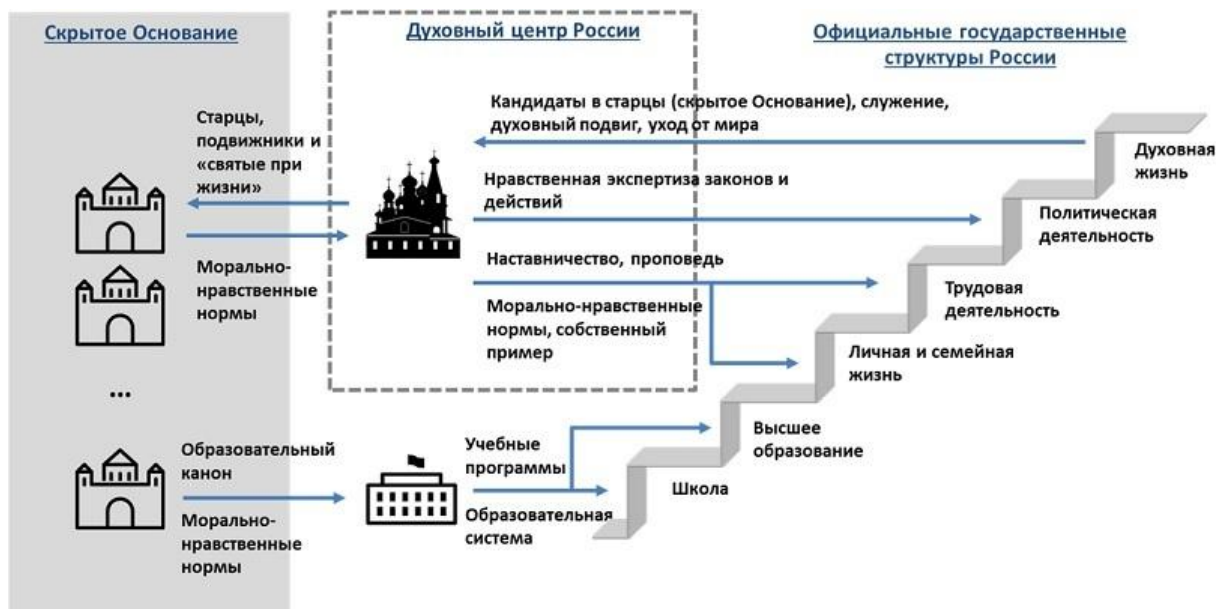 Скрытое Основание
Духовный центр России
Официальные государственные
структуры России
Кандидаты в старцы (скрытое Основание), служение,
духовный подвиг, уход от мира
Старцы,
подвижники и
«святые при
жизни»
Духовная
жизнь
Нравственная экспертиза законов и
действий
Политическая
деятельность
Морально-
нравственные
нормы
Наставничество, проповедь
Морально-нравственные
нормы, собственный
пример
Трудовая
деятельность
Личная и семейная
жизнь
...
Образовательный
канон
Морально-
нравственные
нормы
Учебные
программы
Образовательная
система
Высшее
образование
Школа